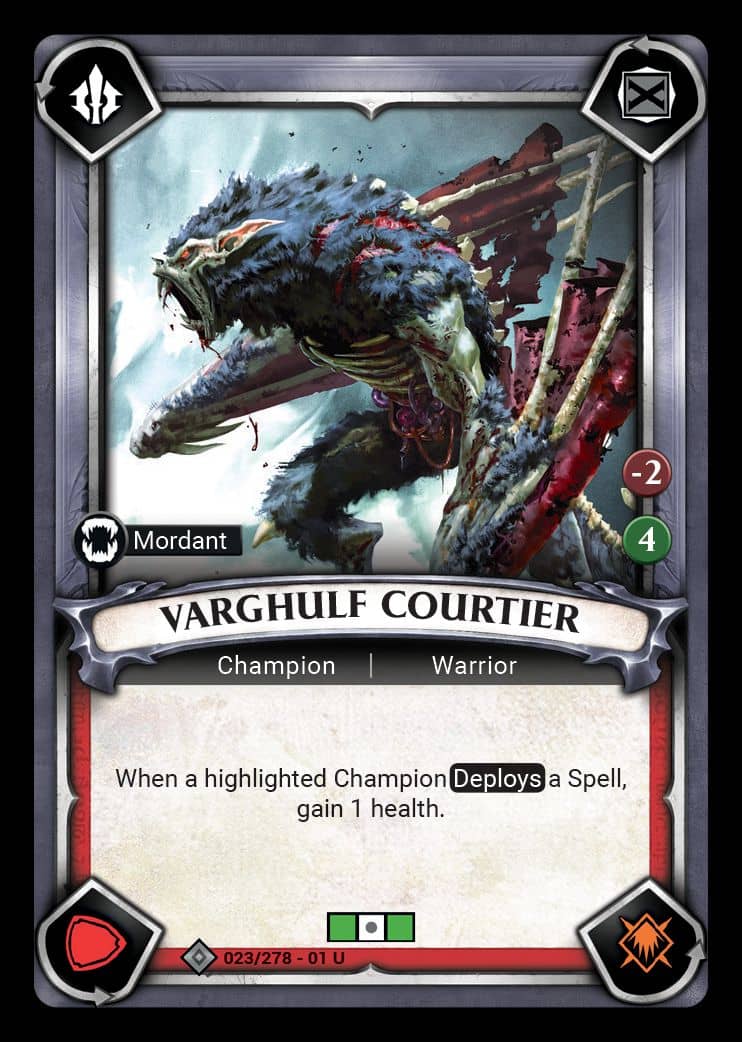 -2
4
Mordant
VARGHULF COURTIER
Champion | Warrior
When a highlighted Champion Deploys a Spell,
gain 1 health.
023/278 - 01 U